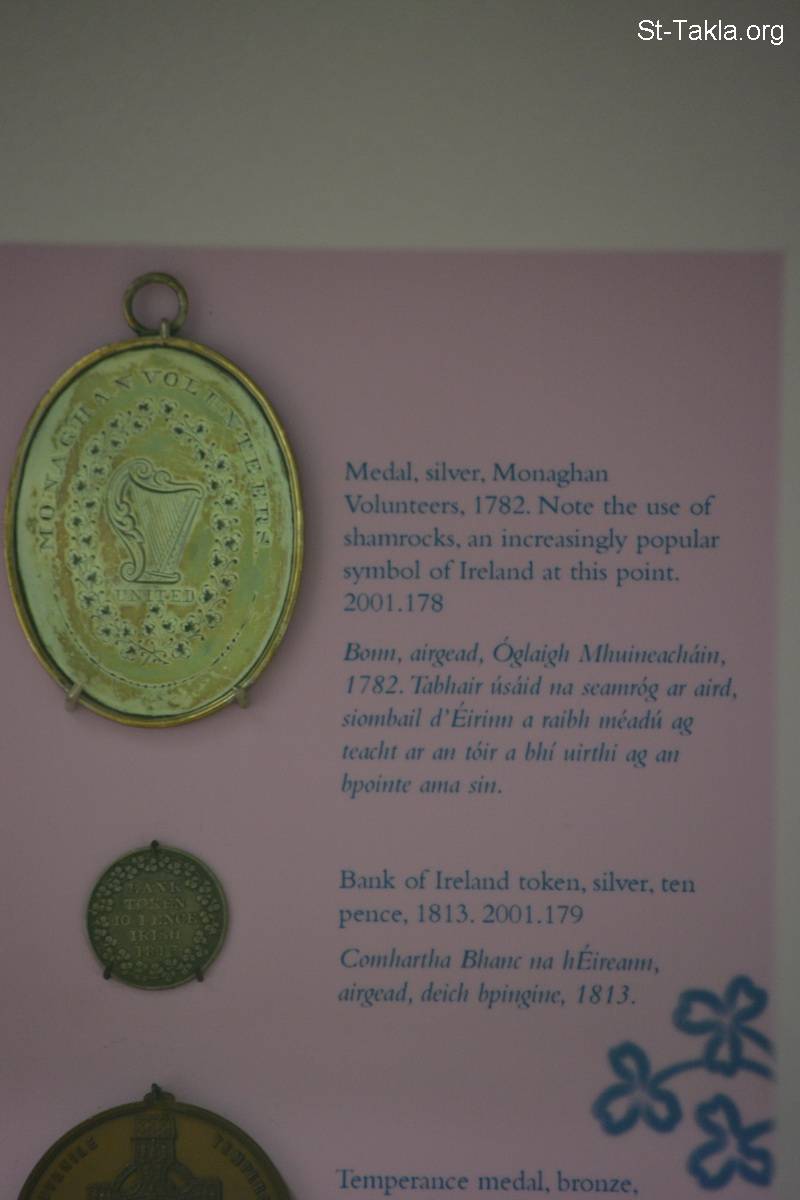 St-Takla.org
MONAGHAN VOLUNTEERS
UNITED
Medal, silver, Monaghan
Volunteers, 1782. Note the use of
shamrocks, an increasingly popular
symbol of Ireland at this point.
2001.178
Bonn, airgead, Óglaigh Mhuineacháin,
1782. Tabhair úsáid na seamróg ar aird,
siombail d'Éirinn a raibh méadú ag
teacht ar an tóir a bhí uirthi ag an
bpointe ama sin.
BANK
TOKEN
10 PENCE
IRISH
1813
Bank of Ireland token, silver, ten
pence, 1813. 2001.179
Comhartha Bhanc na hÉireann,
airgead, deich bpingine, 1813.
Temperance medal, bronze,